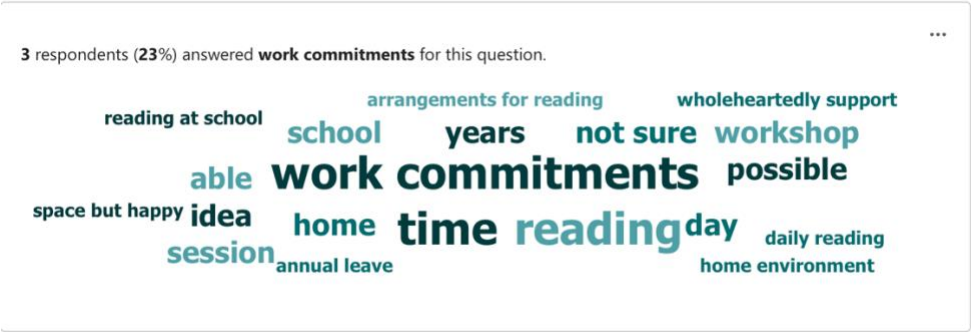 ...
3 respondents (23%) answered work commitments for this question.
arrangements for reading wholeheartedly support
reading at school
school years not sure workshop
able work commitments possible
space but happy idea home time reading day daily reading
session annual leave home environment